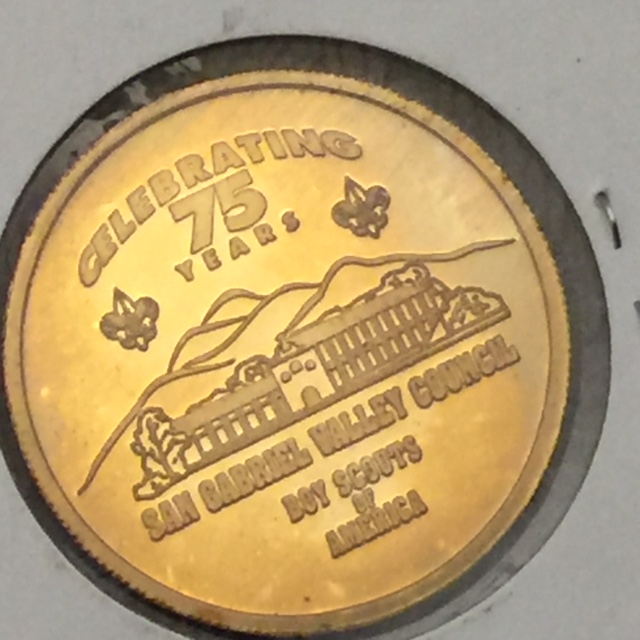 CELEBRATING
75
YEARS
SAN GABRIEL VALLEY COUNCIL
BOY SCOUTS
OF
AMERICA